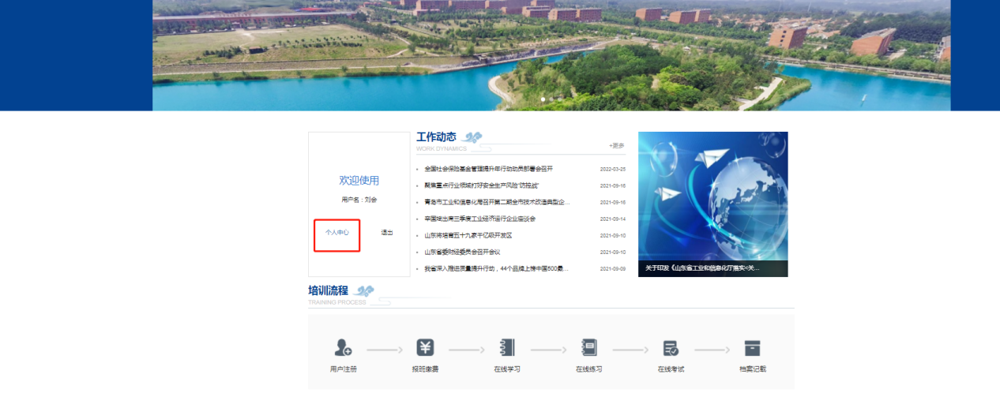 欢迎使用
用户名：刘会
个人中心
退出
工作动态
WORK DYNAMICS
+更多
全国社会保险基金管理提升年行动动员部署会召开 2022-03-25
聚焦重点行业领域打好安全生产风险“防控战” 2021-09-16
青岛市工业和信息化局召开第二期全市技术改造典型企... 2021-09-16
辛国斌出席三季度工业经济运行企业座谈会 2021-09-14
山东将培育五十九家千亿级开发区 2021-09-10
山东省委财经委员会召开会议 2021-09-10
我省深入推进质量提升行动，44个品牌上榜中国500最... 2021-09-09
关于印发《山东省工业和信息化厅落实<关...
培训流程
TRAINING PROCESS
用户注册
报班缴费
在线学习
在线练习
在线考试
档案记载